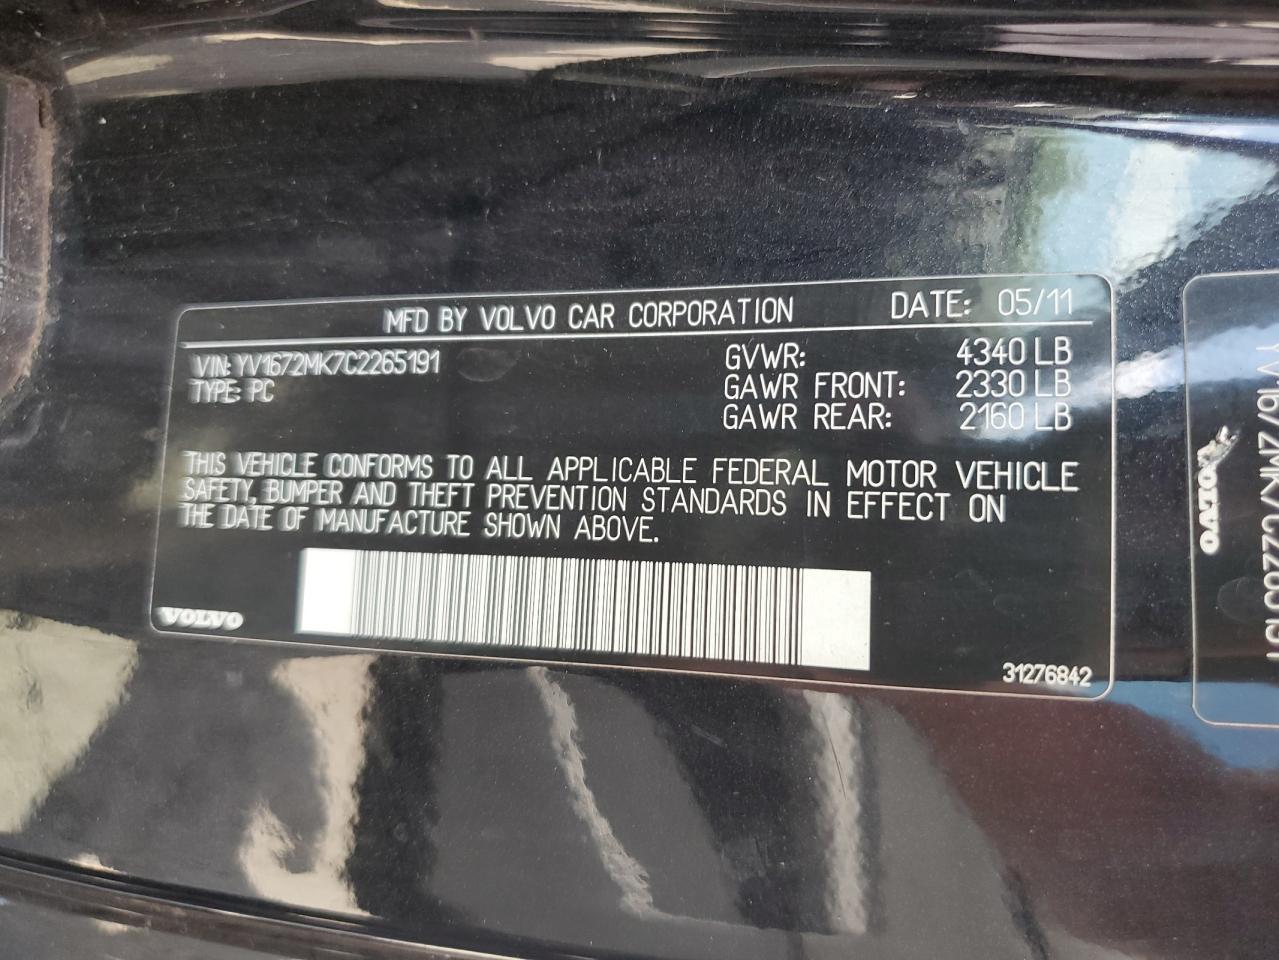 MFD BY VOLVO CAR CORPORATION DATE: 05/11
VIN: YV1672MK7C2265191 GVWR: 4340 LB
TYPE: PC GAWR FRONT: 2330 LB
GAWR REAR: 2160 LB
THIS VEHICLE CONFORMS TO ALL APPLICABLE FEDERAL MOTOR VEHICLE
SAFETY, BUMPER AND THEFT PREVENTION STANDARDS IN EFFECT ON
THE DATE OF MANUFACTURE SHOWN ABOVE.
VOLVO
31276842
VOLVO